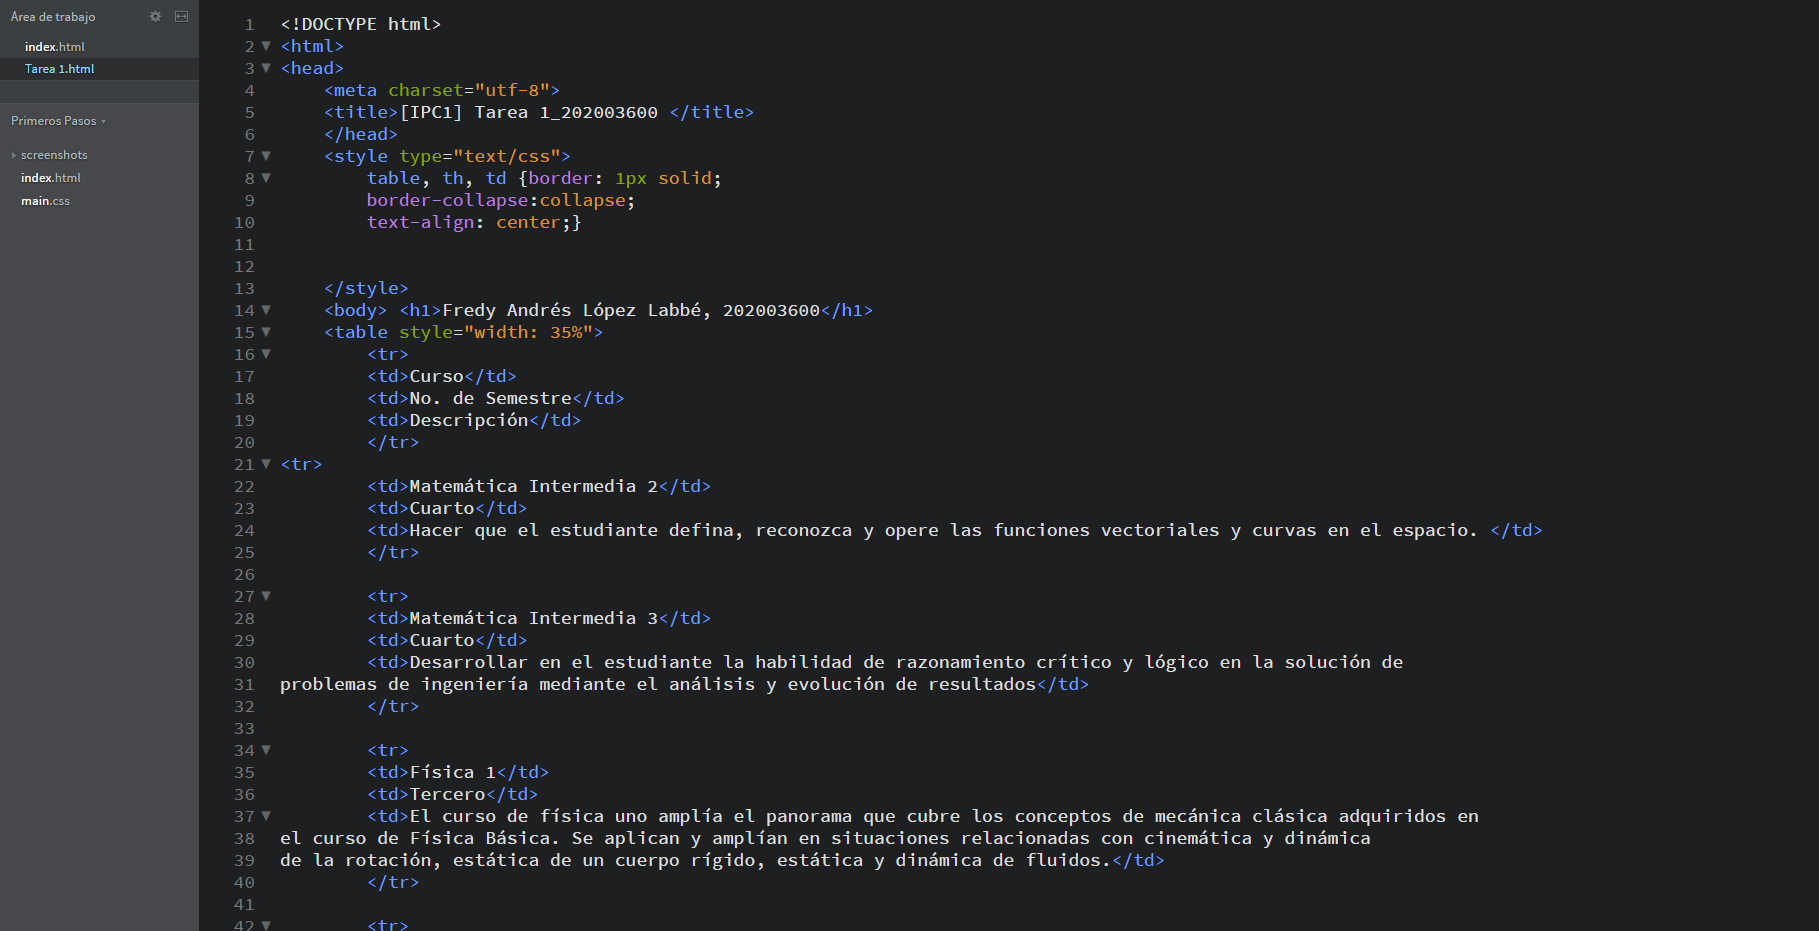 Área de trabajo
index.html
Tarea 1.html
Primeros Pasos
screenshots
index.html
main.css
1 <!DOCTYPE html>
2 <html>
3 <head>
4 <meta charset="utf-8">
5 <title>[IPC1] Tarea 1_202003600 </title>
6 </head>
7 <style type="text/css">
8 table, th, td {border: 1px solid;
9 border-collapse:collapse;
10 text-align: center;}
11
12
13 </style>
14 <body> <h1>Fredy Andrés López Labbé, 202003600</h1>
15 <table style="width: 35%">
16 <tr>
17 <td>Curso</td>
18 <td>No. de Semestre</td>
19 <td>Descripción</td>
20 </tr>
21 <tr>
22 <td>Matemática Intermedia 2</td>
23 <td>Cuarto</td>
24 <td>Hacer que el estudiante defina, reconozca y opere las funciones vectoriales y curvas en el espacio. </td>
25 </tr>
26
27 <tr>
28 <td>Matemática Intermedia 3</td>
29 <td>Cuarto</td>
30 <td>Desarrollar en el estudiante la habilidad de razonamiento crítico y lógico en la solución de
31 problemas de ingeniería mediante el análisis y evolución de resultados</td>
32 </tr>
33
34 <tr>
35 <td>Física 1</td>
36 <td>Tercero</td>
37 <td>El curso de física uno amplía el panorama que cubre los conceptos de mecánica clásica adquiridos en
38 el curso de Física Básica. Se aplican y amplían en situaciones relacionadas con cinemática y dinámica
39 de la rotación, estática de un cuerpo rígido, estática y dinámica de fluidos.</td>
40 </tr>
41
42 <tr>